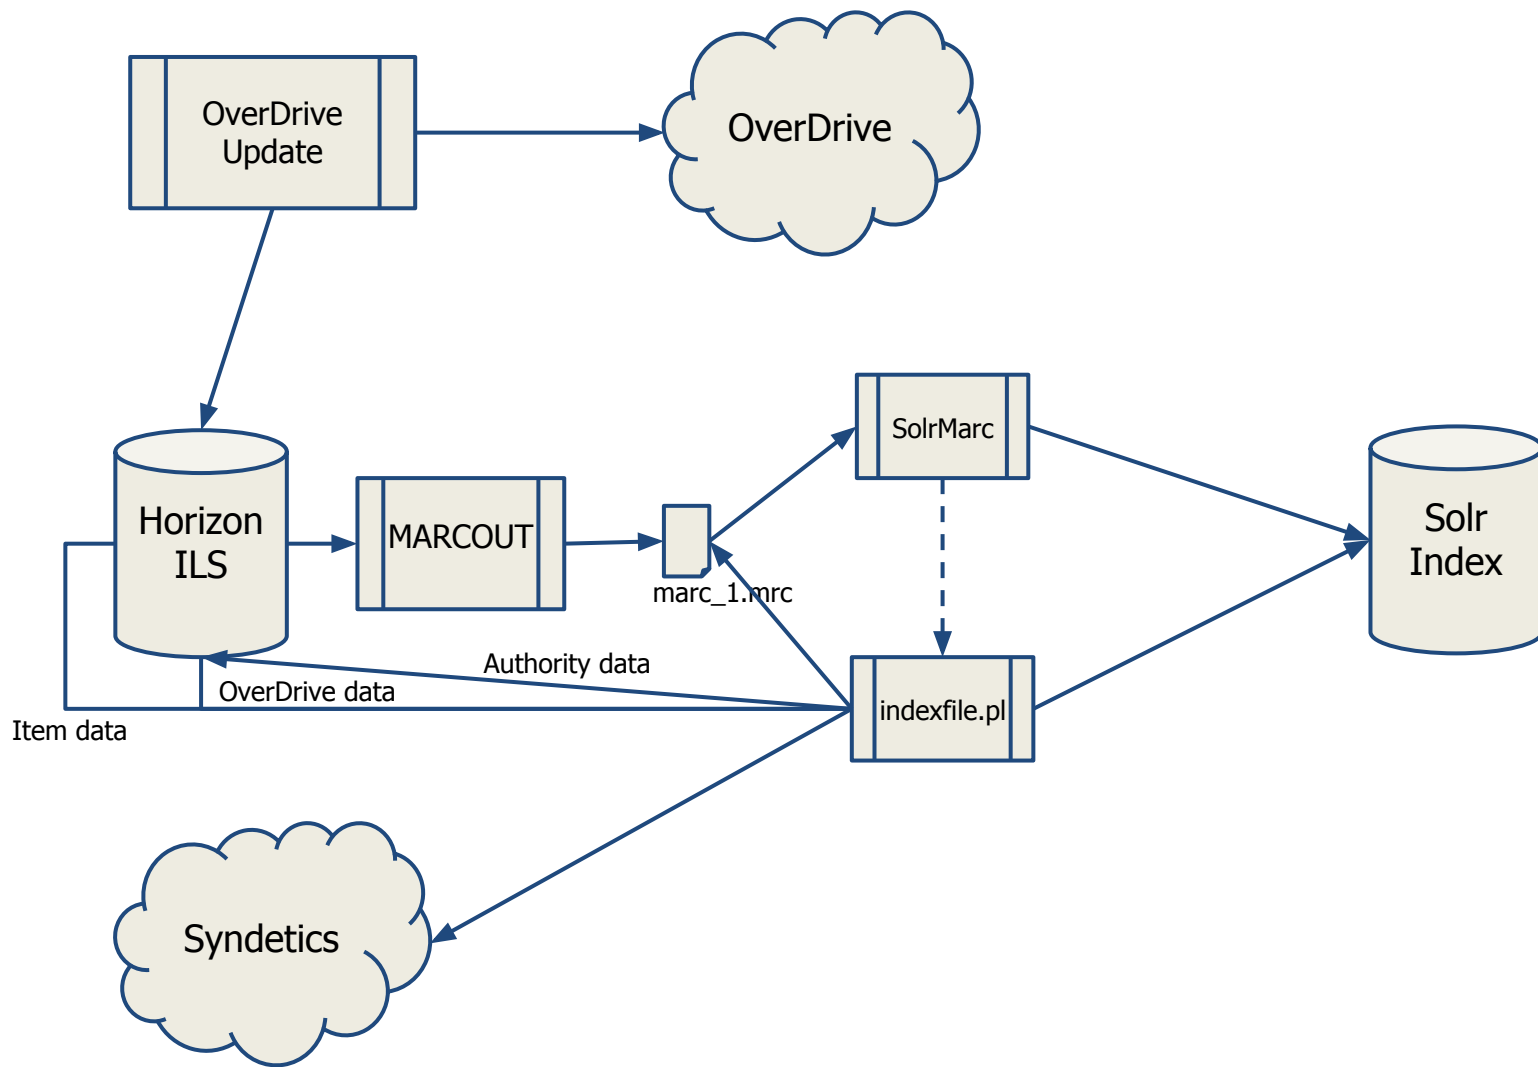 OverDrive
Update
OverDrive
SolrMarc
Horizon
ILS
MARCOUT
marc_1.mrc
Solr
Index
Authority data
OverDrive data
Item data
indexfile.pl
Syndetics